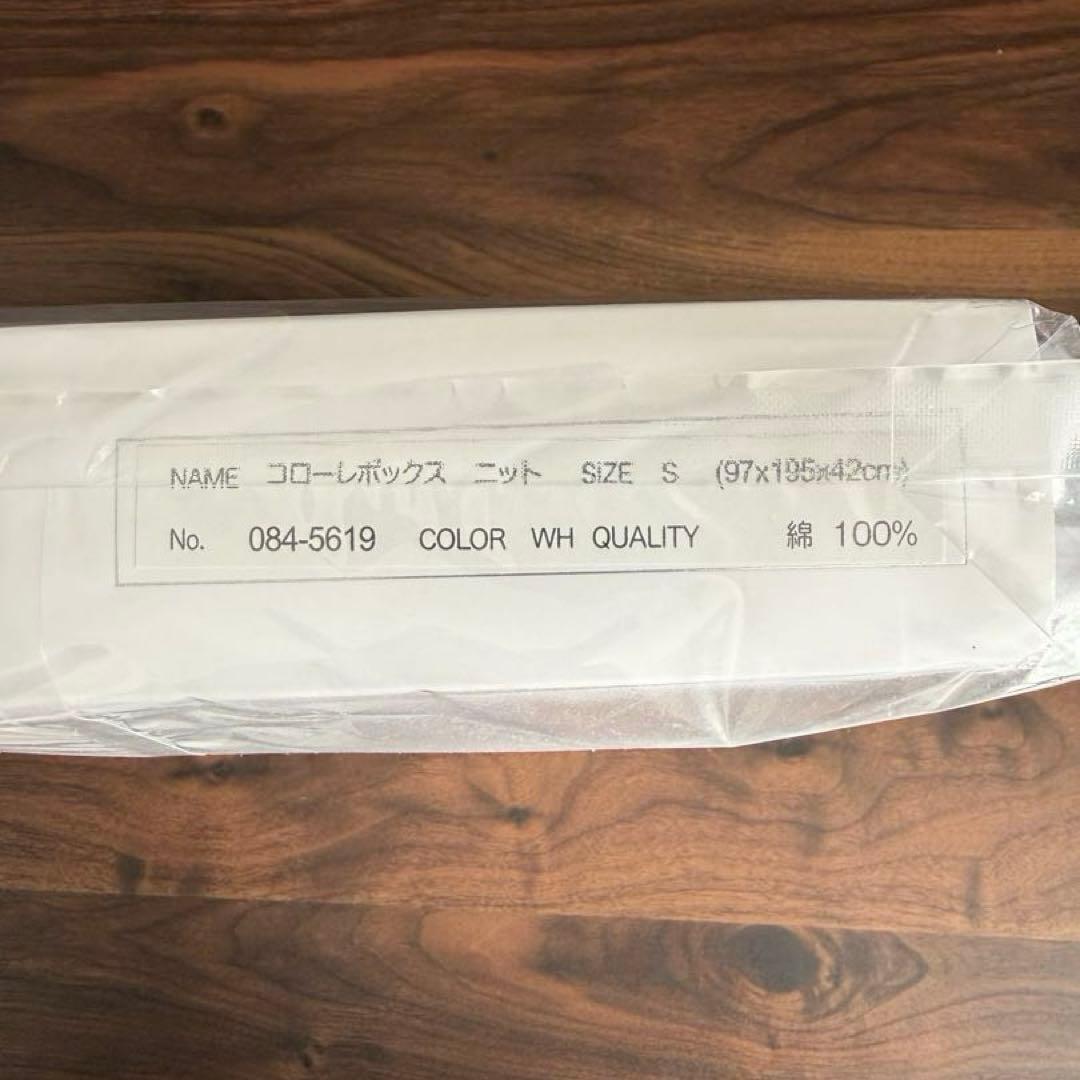 NAME コローレボックス ニット SIZE S (97x195x42cm)
No. 084-5619 COLOR WH QUALITY 綿 100%